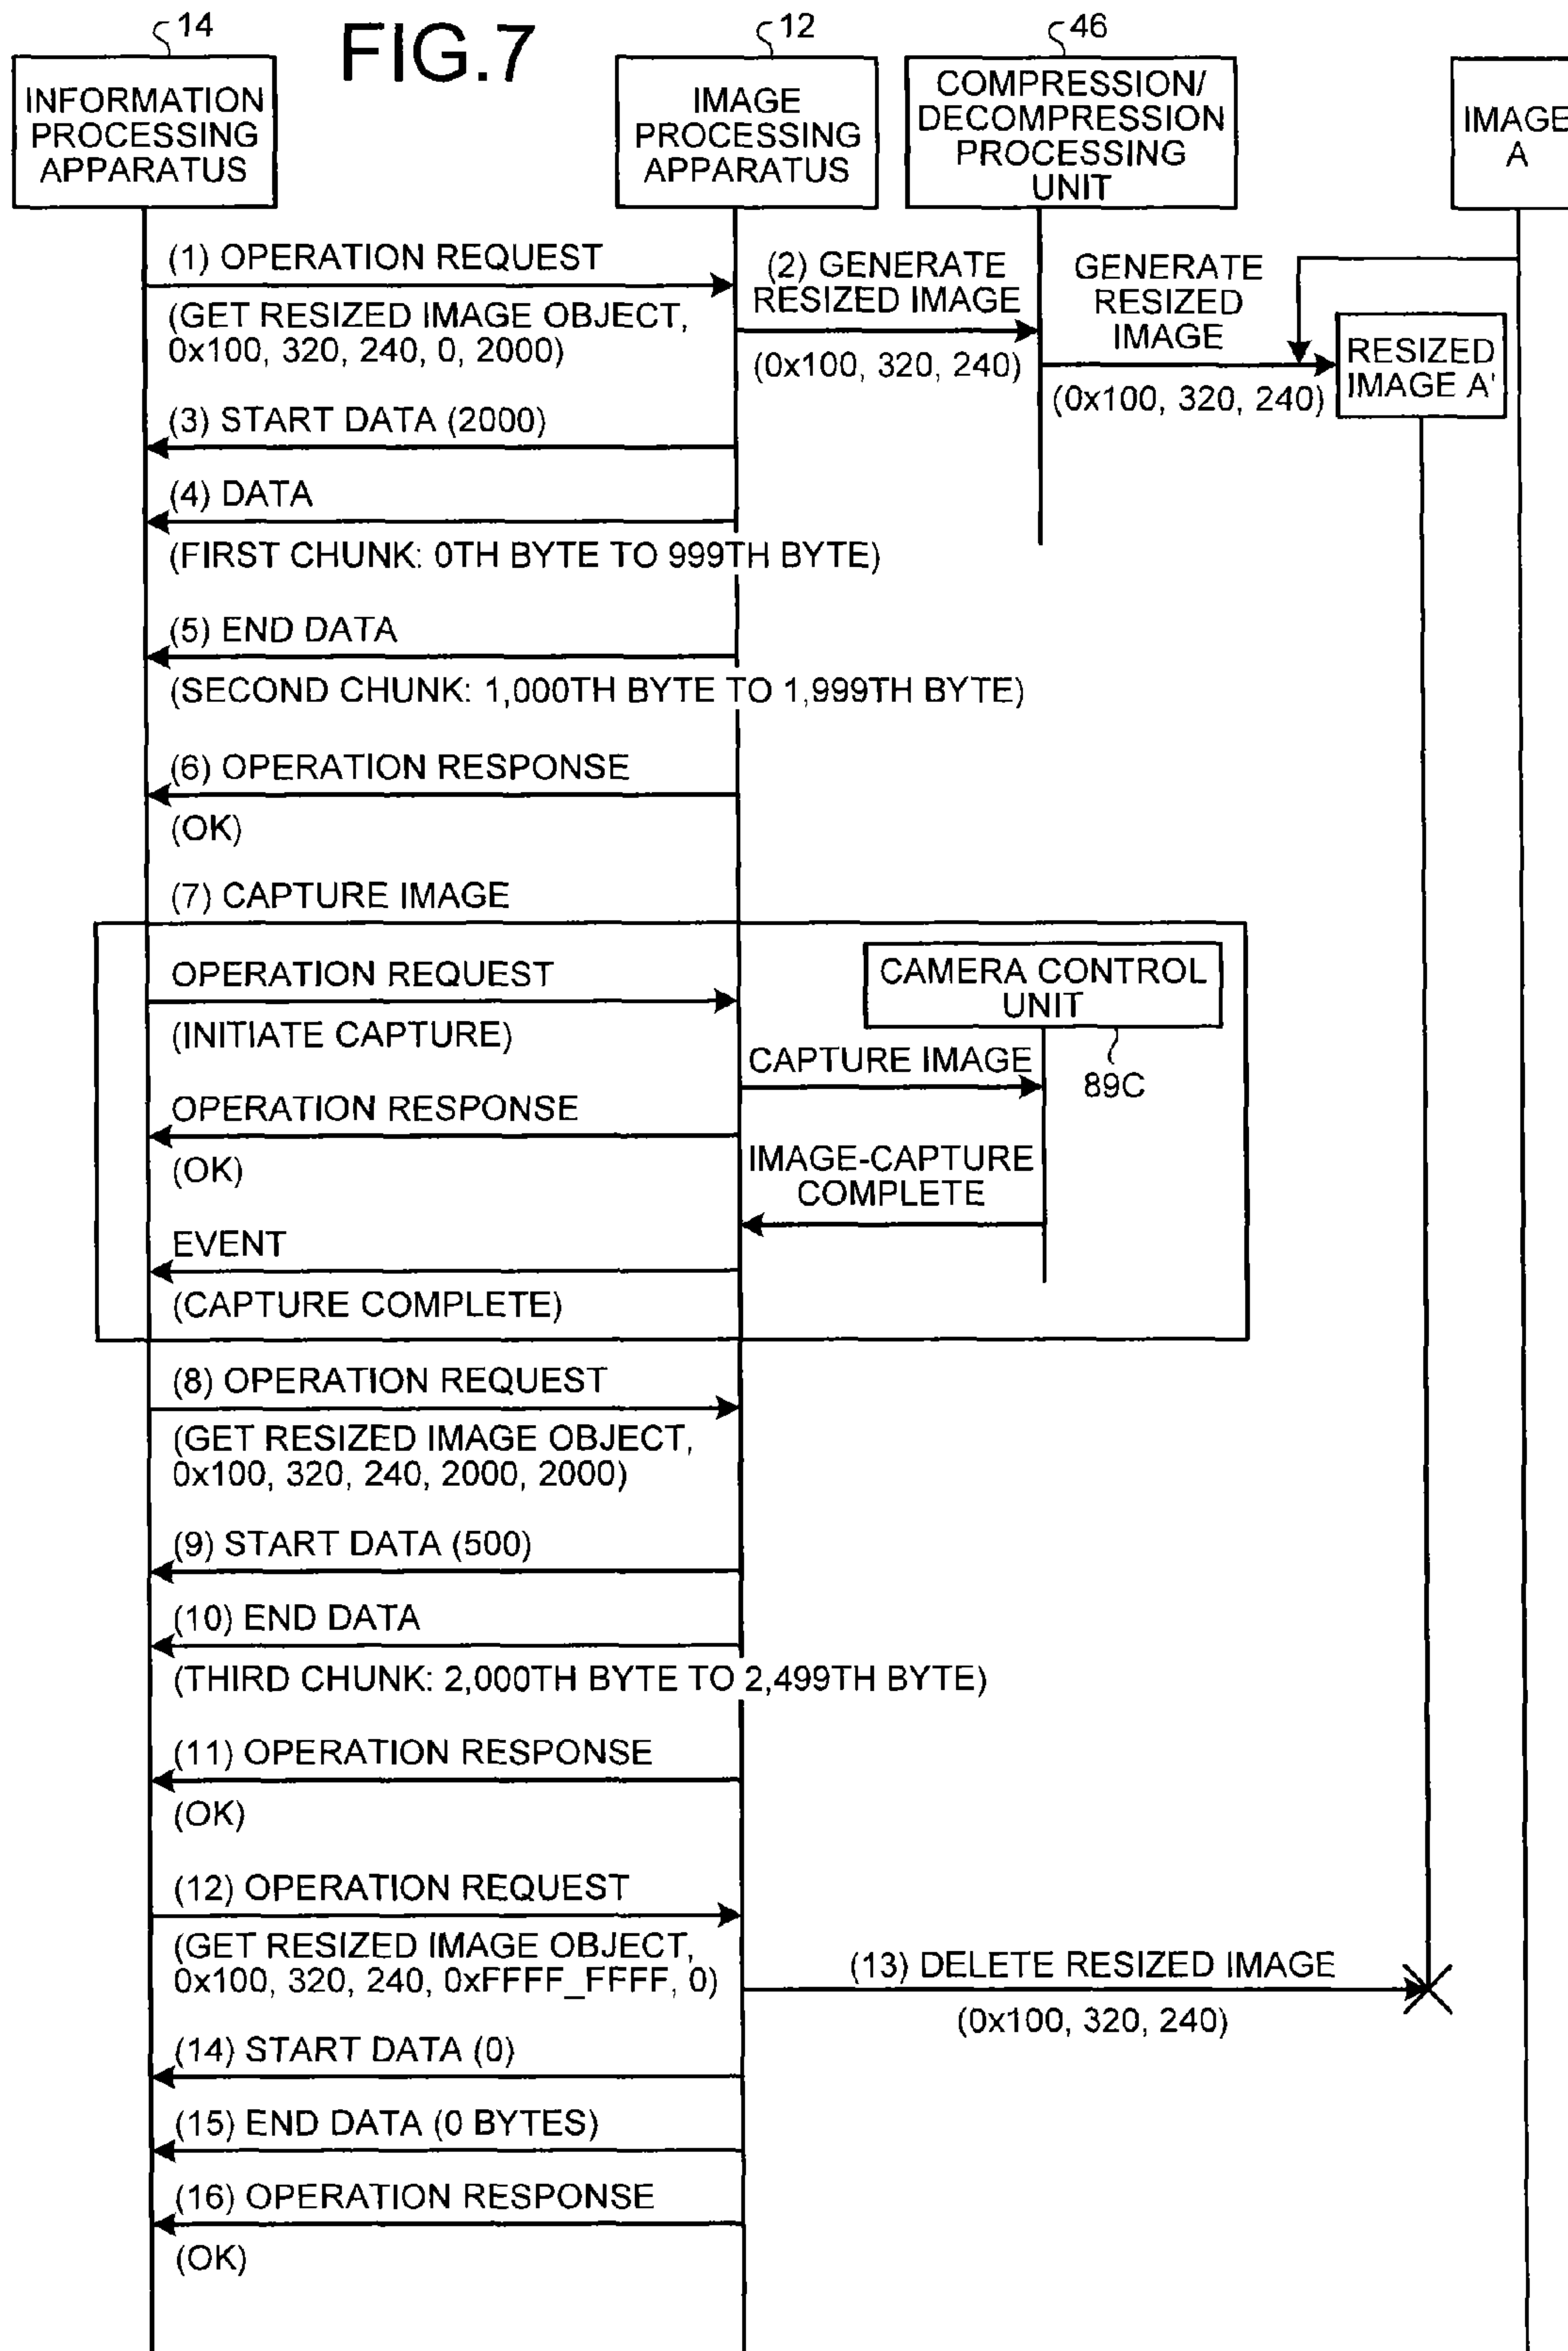 FIG.7
14
12
46
INFORMATION
PROCESSING
APPARATUS
IMAGE
PROCESSING
APPARATUS
COMPRESSION/
DECOMPRESSION
PROCESSING
UNIT
IMAGE
A
(1) OPERATION REQUEST
(GET RESIZED IMAGE OBJECT,
0x100, 320, 240, 0, 2000)
(2) GENERATE
RESIZED IMAGE
(0x100, 320, 240)
GENERATE
RESIZED
IMAGE
(0x100, 320, 240)
RESIZED
IMAGE A'
(3) START DATA (2000)
(4) DATA
(FIRST CHUNK: 0TH BYTE TO 999TH BYTE)
(5) END DATA
(SECOND CHUNK: 1,000TH BYTE TO 1,999TH BYTE)
(6) OPERATION RESPONSE
(OK)
(7) CAPTURE IMAGE
OPERATION REQUEST
(INITIATE CAPTURE)
CAMERA CONTROL
UNIT
89C
CAPTURE IMAGE
OPERATION RESPONSE
(OK)
IMAGE-CAPTURE
COMPLETE
EVENT
(CAPTURE COMPLETE)
(8) OPERATION REQUEST
(GET RESIZED IMAGE OBJECT,
0x100, 320, 240, 2000, 2000)
(9) START DATA (500)
(10) END DATA
(THIRD CHUNK: 2,000TH BYTE TO 2,499TH BYTE)
(11) OPERATION RESPONSE
(OK)
(12) OPERATION REQUEST
(GET RESIZED IMAGE OBJECT,
0x100, 320, 240, 0xFFFF_FFFF, 0)
(13) DELETE RESIZED IMAGE
(0x100, 320, 240)
(14) START DATA (0)
(15) END DATA (0 BYTES)
(16) OPERATION RESPONSE
(OK)